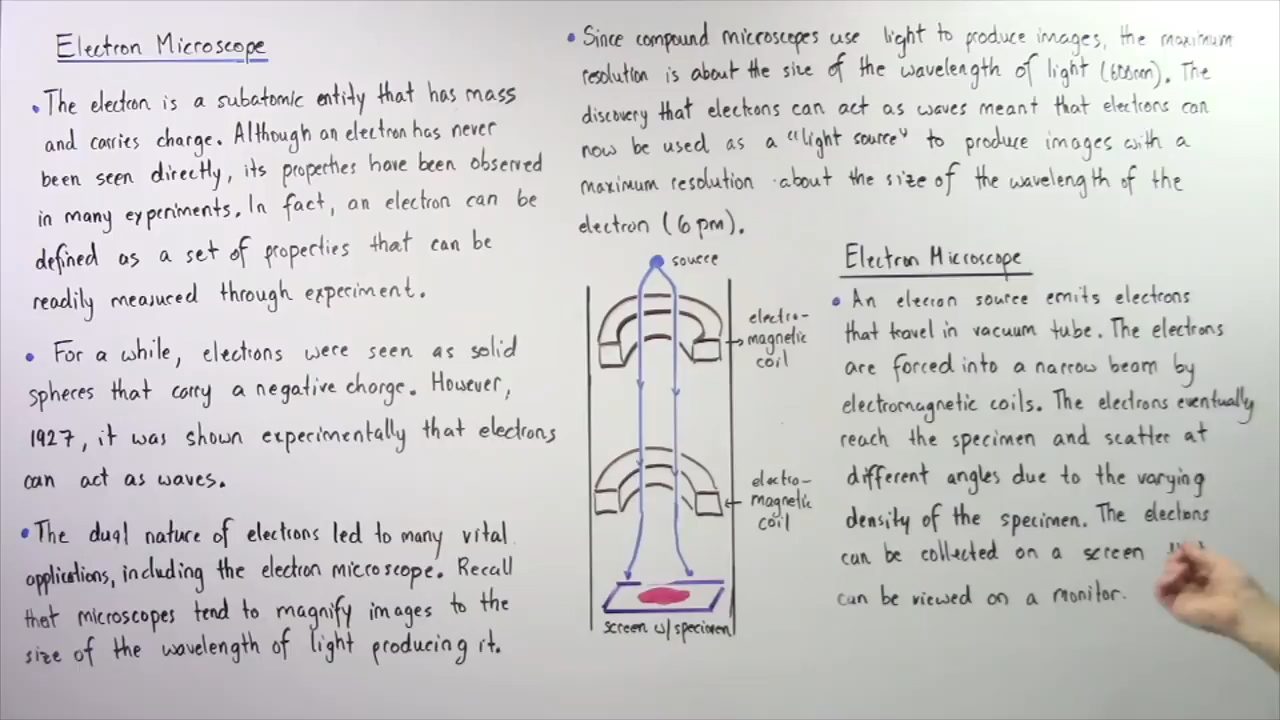 Electron Microscope
• The electron is a subatomic entity that has mass
and carries charge. Although an electron has never
been seen directly, its properties have been observed
in many experiments. In fact, an electron can be
defined as a set of properties that can be
readily measured through experiment.
• For a while, electrons were seen as solid
spheres that carry a negative charge. However,
1927, it was shown experimentally that electrons
can act as waves.
• The dual nature of electrons led to many vital
applications, including the electron microscope. Recall
that microscopes tend to magnify images to the
size of the wavelength of light producing it.
• Since compound microscopes use light to produce images, the maximum
resolution is about the size of the wavelength of light (600nm). The
discovery that electrons can act as waves meant that electrons can
now be used as a "light source" to produce images with a
maximum resolution about the size of the wavelength of the
electron (6 pm).
source
electro-
magnetic
coil
electro-
magnetic
coil
screen w/specimen
Electron Microscope
• An elecron source emits electrons
that travel in vacuum tube. The electrons
are forced into a narrow beam by
electromagnetic coils. The electrons eventually
reach the specimen and scatter at
different angles due to the varying
density of the specimen. The electons
can be collected on a screen
can be viewed on a monitor.